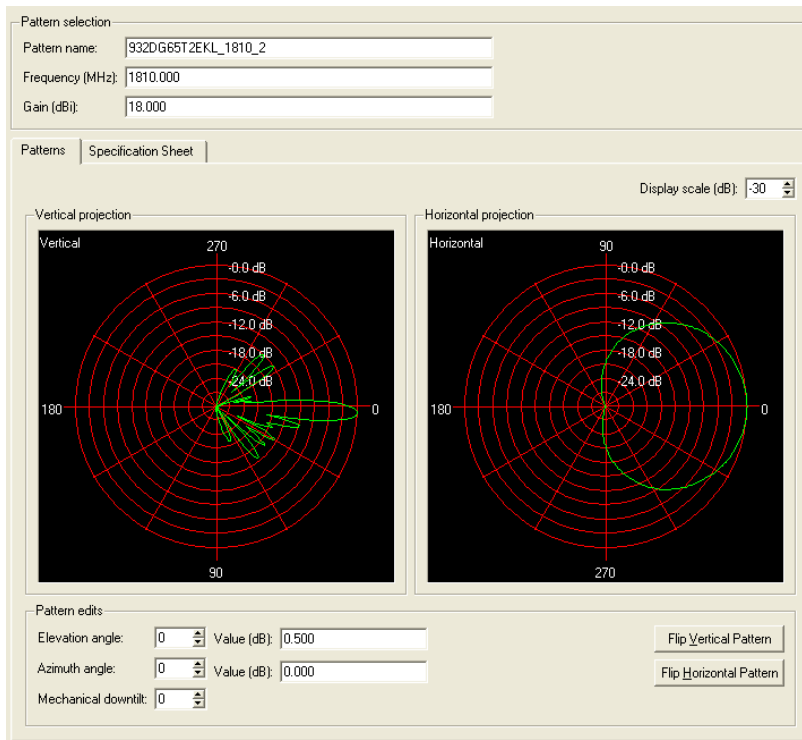 Pattern selection
Pattern name: 932DG65T2EKL_1810_2
Frequency (MHz): 1810.000
Gain (dBi): 18.000
Patterns Specification Sheet
Display scale (dB): -30
Vertical projection
Vertical
270
-0.0 dB
-6.0 dB
-12.0 dB
-18.0 dB
-24.0 dB
180
0
90
Horizontal projection
Horizontal
90
-0.0 dB
-6.0 dB
-12.0 dB
-18.0 dB
-24.0 dB
180
0
270
Pattern edits
Elevation angle: 0 Value (dB): 0.500
Azimuth angle: 0 Value (dB): 0.000
Mechanical downtilt: 0
Flip Vertical Pattern
Flip Horizontal Pattern